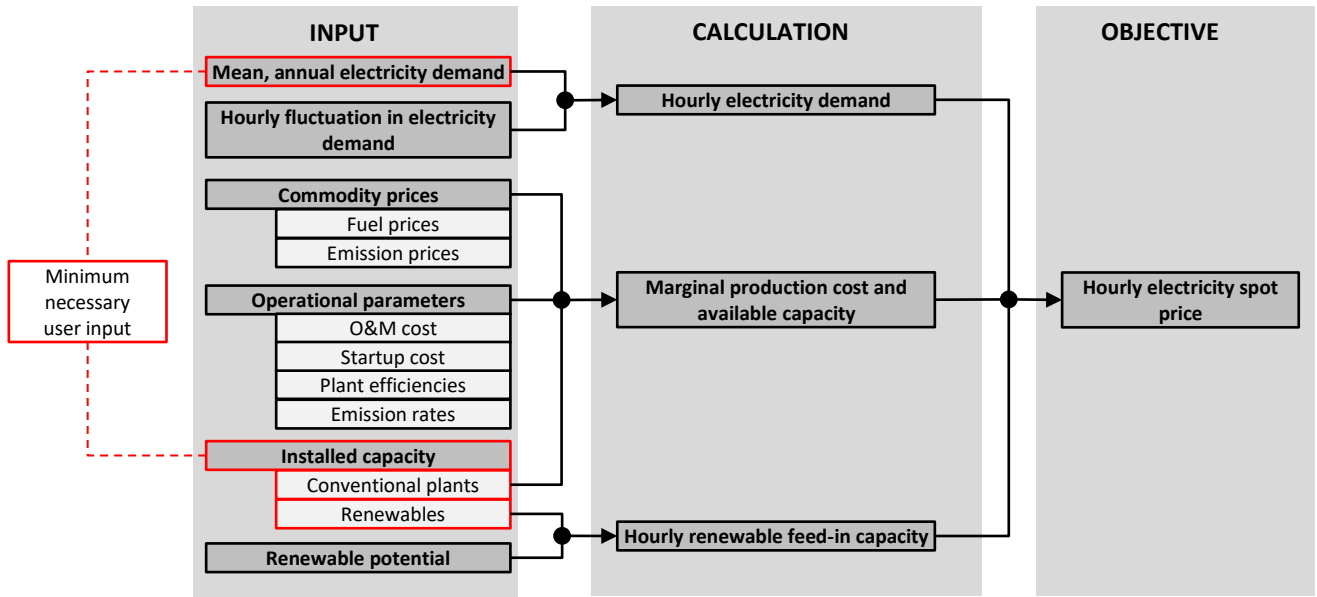 INPUT
CALCULATION
OBJECTIVE
Mean, annual electricity demand
Hourly fluctuation in electricity
demand
Commodity prices
Fuel prices
Emission prices
Operational parameters
O&M cost
Startup cost
Plant efficiencies
Emission rates
Installed capacity
Conventional plants
Renewables
Renewable potential
Minimum
necessary
user input
Hourly electricity demand
Marginal production cost and
available capacity
Hourly renewable feed-in capacity
Hourly electricity spot
price